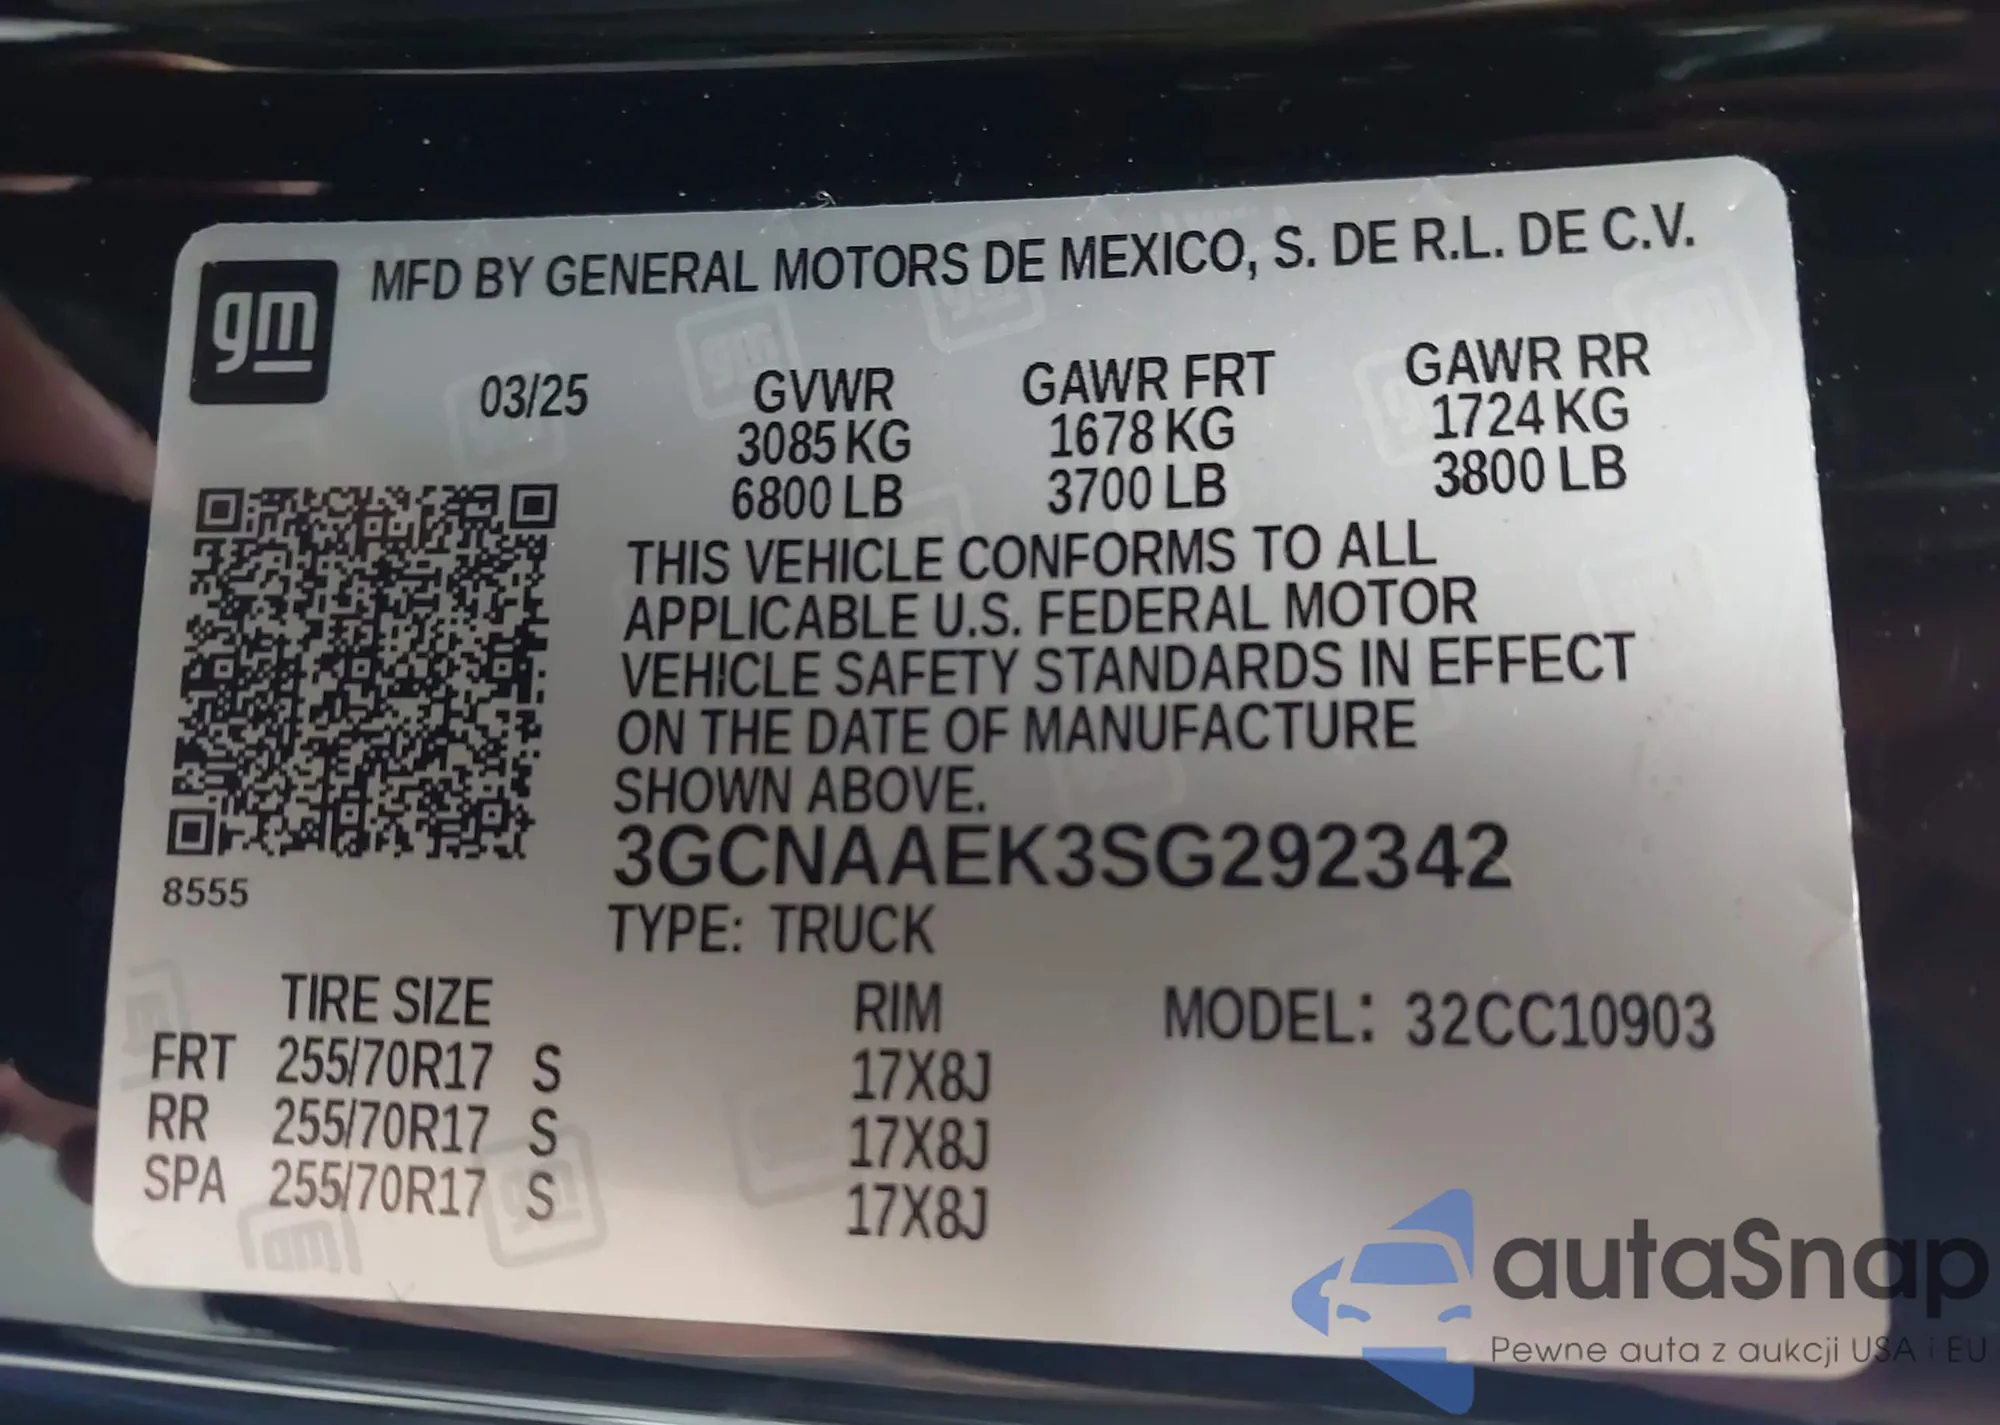 gm
MFD BY GENERAL MOTORS DE MEXICO, S. DE R.L. DE C.V.
03/25 GVWR GAWR FRT GAWR RR
3085 KG 1678 KG 1724 KG
6800 LB 3700 LB 3800 LB
THIS VEHICLE CONFORMS TO ALL
APPLICABLE U.S. FEDERAL MOTOR
VEHICLE SAFETY STANDARDS IN EFFECT
ON THE DATE OF MANUFACTURE
SHOWN ABOVE.
3GCNAAEK3SG292342
8555
TYPE: TRUCK
TIRE SIZE RIM MODEL: 32CC10903
FRT 255/70R17 S 17X8J
RR 255/70R17 S 17X8J
SPA 255/70R17 S 17X8J
autaSnap
Pewne auta z aukcji USA i EU